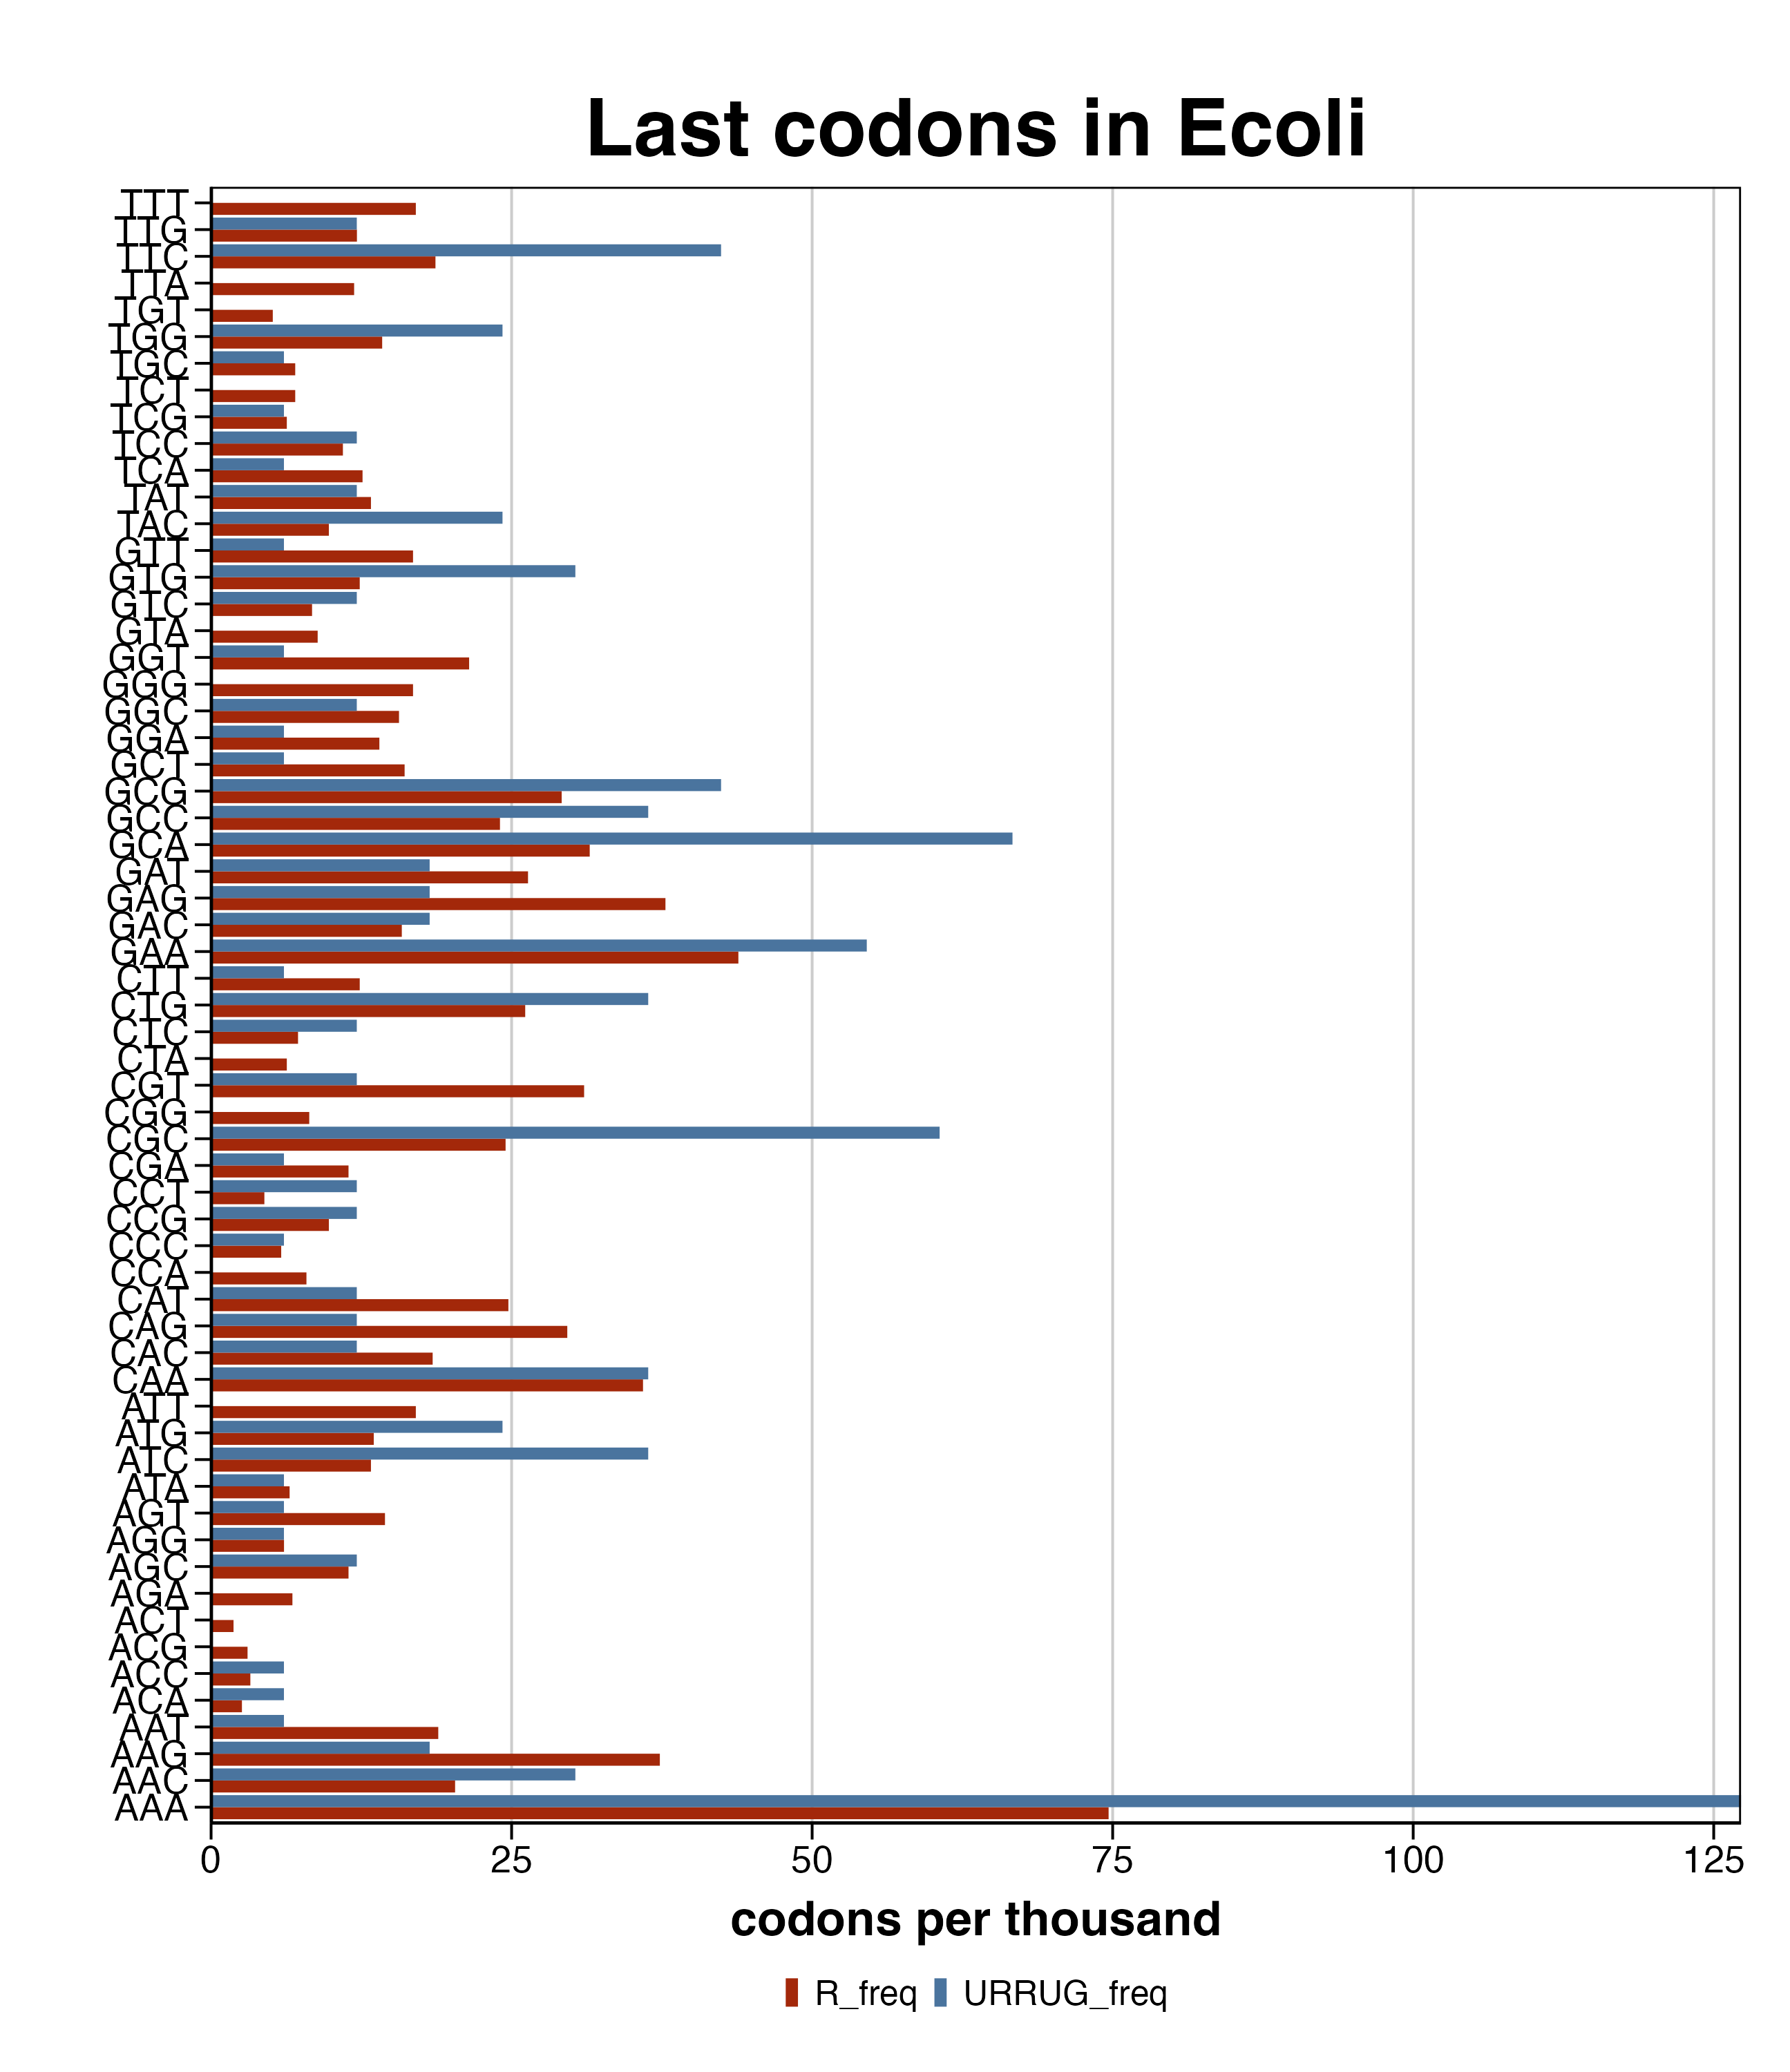 Last codons in Ecoli
TTT
TTG
TTC
TTA
TGT
TGG
TGC
TCT
TCG
TCC
TCA
TAT
TAC
GTT
GTG
GTC
GTA
GGT
GGG
GGC
GGA
GCT
GCG
GCC
GCA
GAT
GAG
GAC
GAA
CTT
CTG
CTC
CTA
CGT
CGG
CGC
CGA
CCT
CCG
CCC
CCA
CAT
CAG
CAC
CAA
ATT
ATG
ATC
ATA
AGT
AGG
AGC
AGA
ACT
ACG
ACC
ACA
AAT
AAG
AAC
AAA
0 25 50 75 100 125
codons per thousand
R_freq URRUG_freq